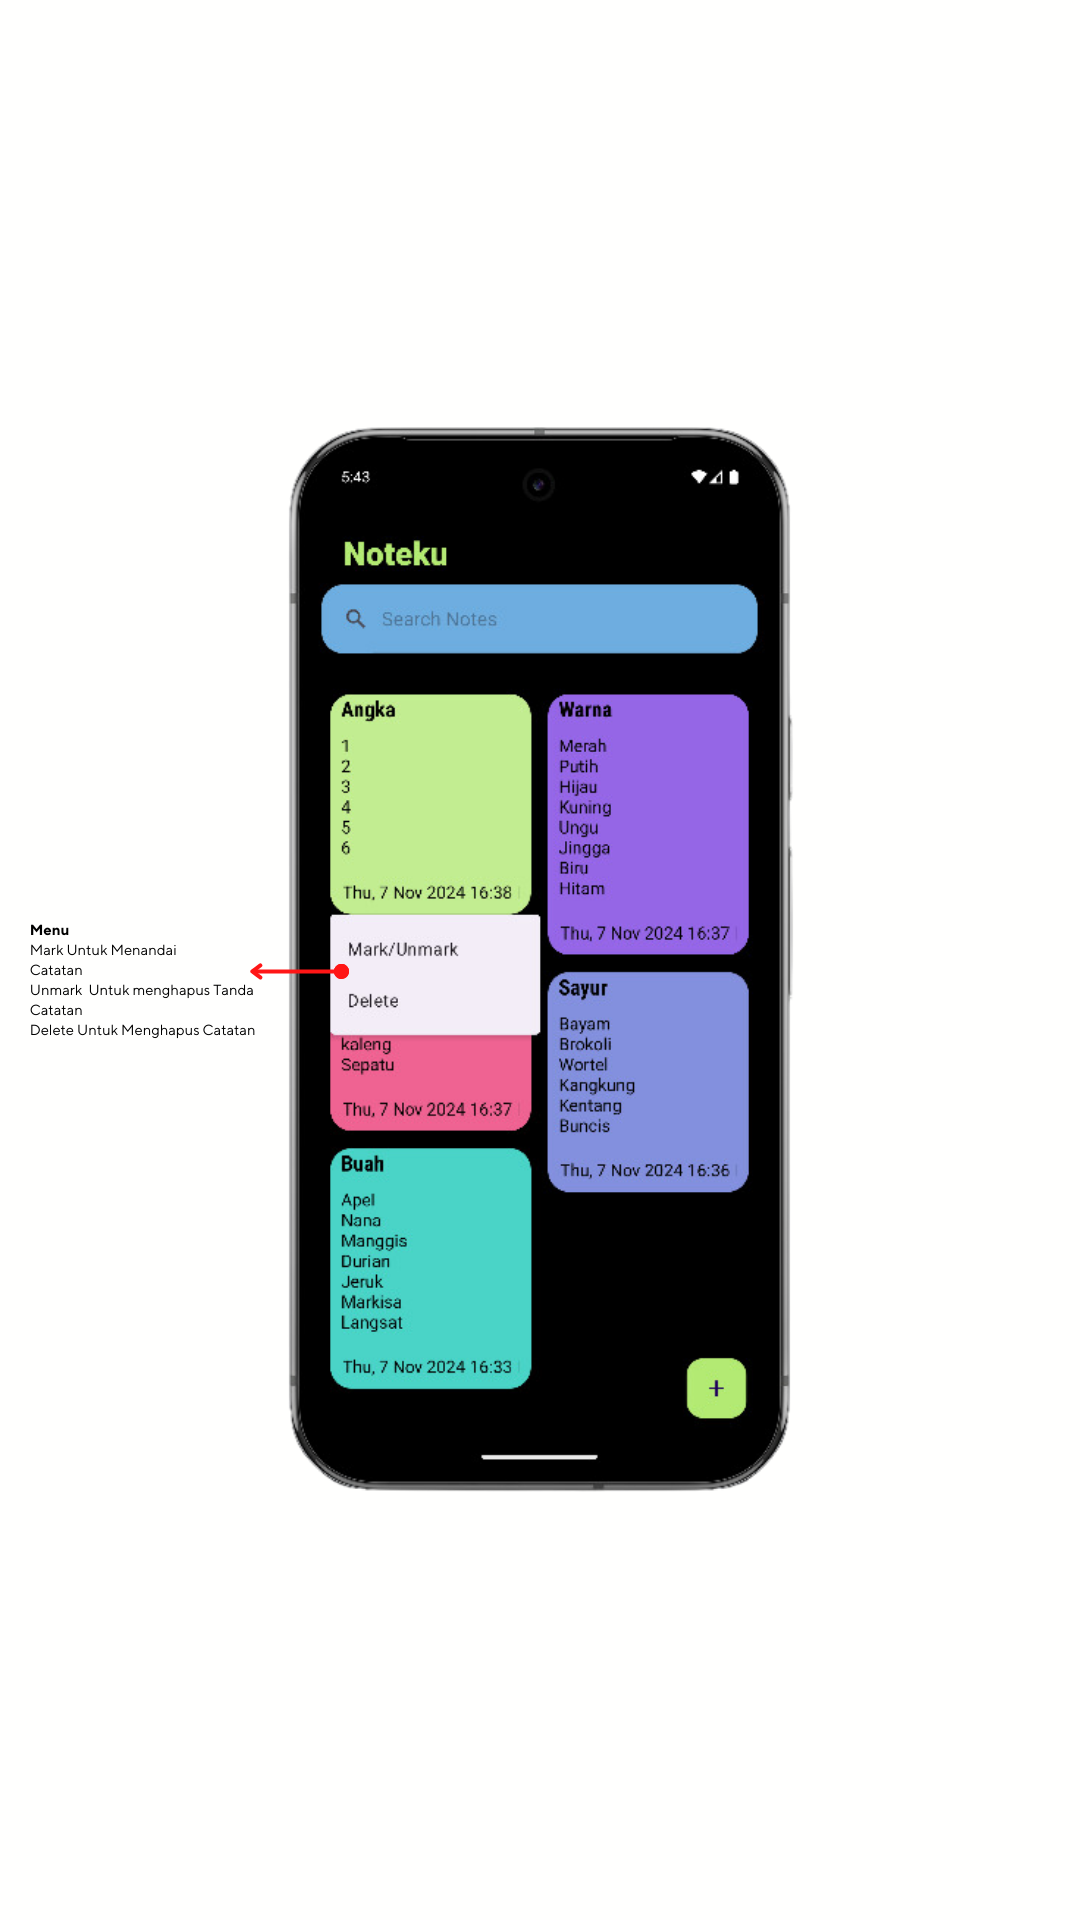 5:43
Noteku
Search Notes
Angka
1
2
3
4
5
6
Thu, 7 Nov 2024 16:38
Warna
Merah
Putih
Hijau
Kuning
Ungu
Jingga
Biru
Hitam
Thu, 7 Nov 2024 16:37
Menu
Mark Untuk Menandai
Catatan
Unmark  Untuk menghapus Tanda
Catatan
Delete Untuk Menghapus Catatan
Mark/Unmark
Delete
kaleng
Sepatu
Thu, 7 Nov 2024 16:37
Sayur
Bayam
Brokoli
Wortel
Kangkung
Kentang
Buncis
Thu, 7 Nov 2024 16:36
Buah
Apel
Nana
Manggis
Durian
Jeruk
Markisa
Langsat
Thu, 7 Nov 2024 16:33
+